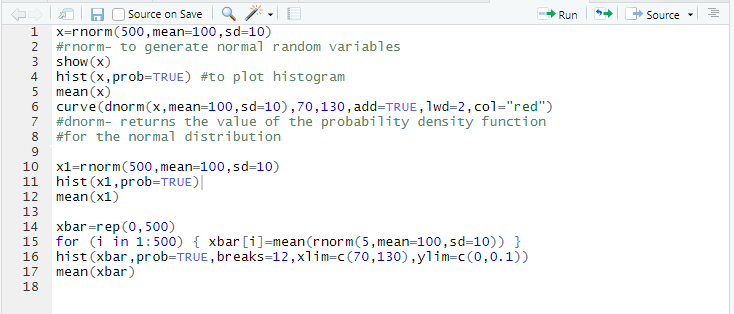 Source on Save Run Source
1 x=rnorm(500,mean=100,sd=10)
2 #rnorm- to generate normal random variables
3 show(x)
4 hist(x,prob=TRUE) #to plot histogram
5 mean(x)
6 curve(dnorm(x,mean=100,sd=10),70,130,add=TRUE,lwd=2,col="red")
7 #dnorm- returns the value of the probability density function
8 #for the normal distribution
9
10 x1=rnorm(500,mean=100,sd=10)
11 hist(x1,prob=TRUE)
12 mean(x1)
13
14 xbar=rep(0,500)
15 for (i in 1:500) { xbar[i]=mean(rnorm(5,mean=100,sd=10)) }
16 hist(xbar,prob=TRUE,breaks=12,xlim=c(70,130),ylim=c(0,0.1))
17 mean(xbar)
18